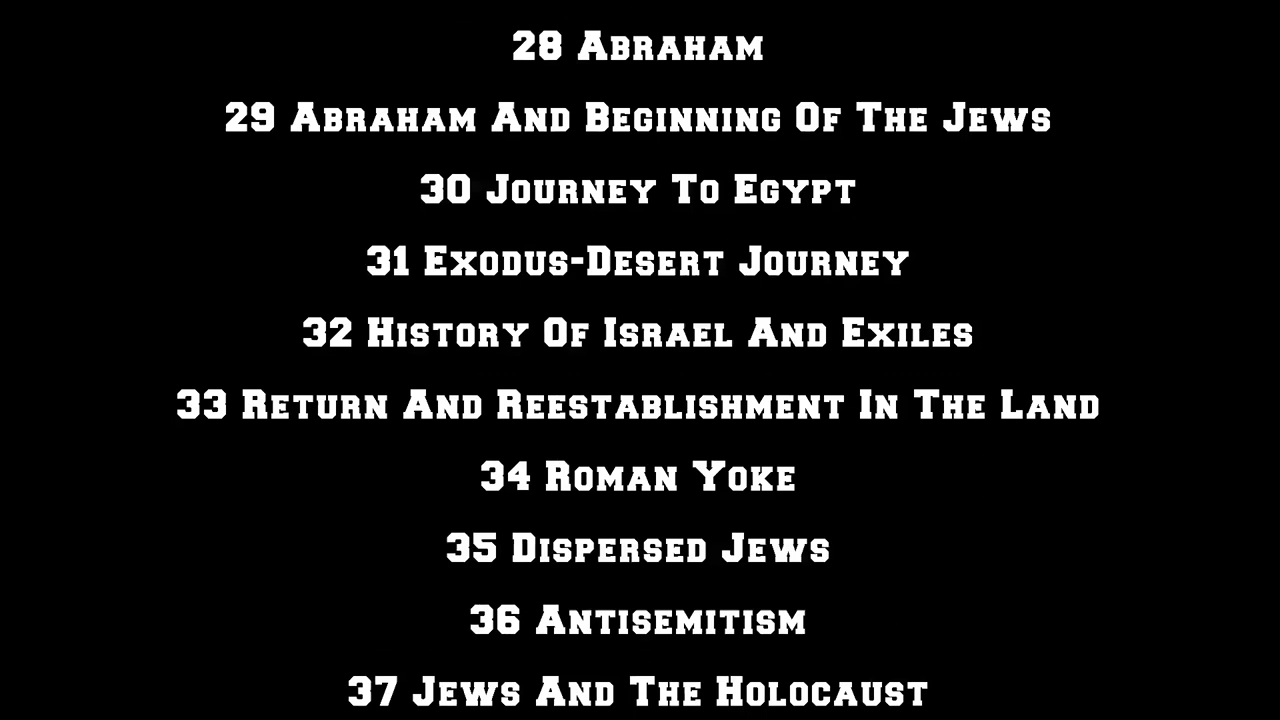 28 Abraham
29 Abraham And Beginning Of The Jews
30 Journey To Egypt
31 Exodus-Desert Journey
32 History Of Israel And Exiles
33 Return And Reestablishment In The Land
34 Roman Yoke
35 Dispersed Jews
36 Antisemitism
37 Jews And The Holocaust